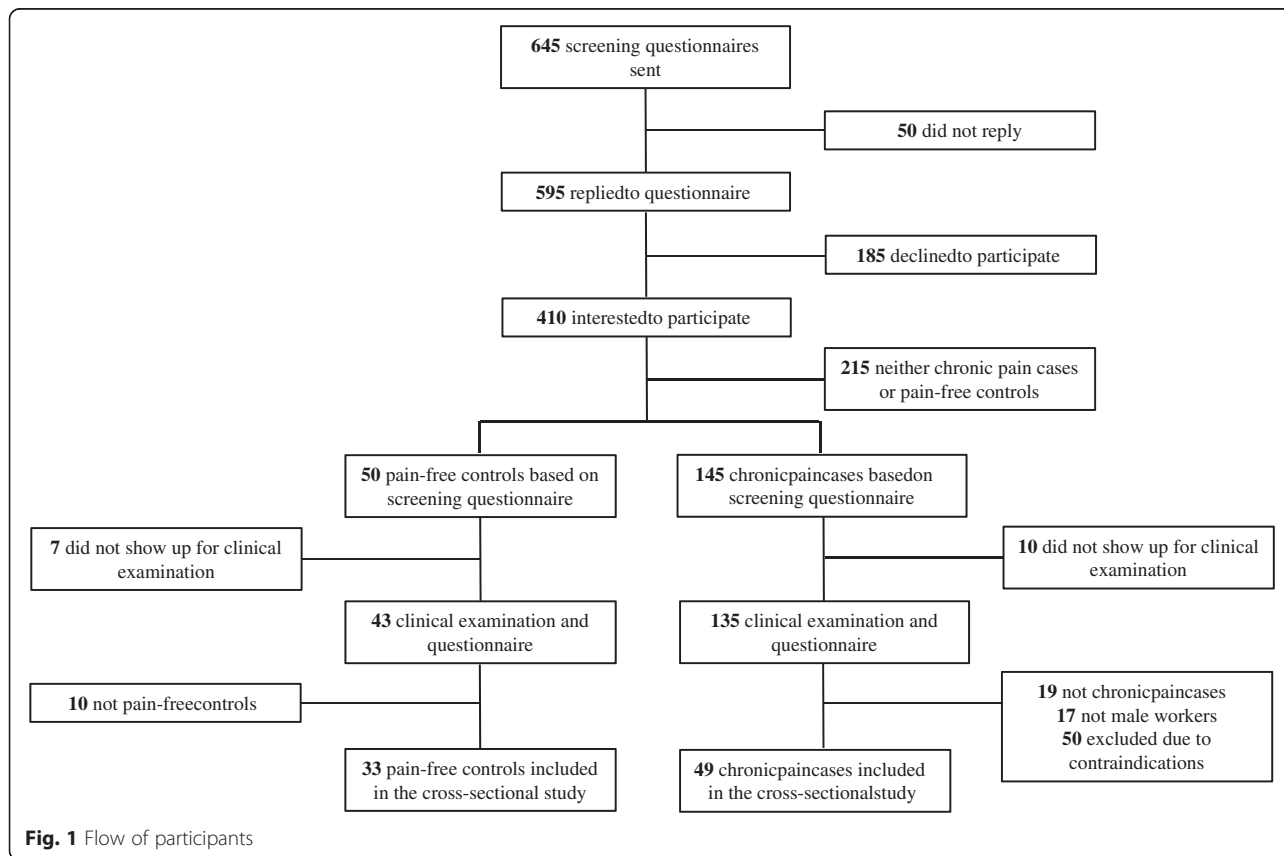 645 screening questionnaires
sent
50 did not reply
595 repliedto questionnaire
185 declinedto participate
410 interestedto participate
215 neither chronic pain cases
or pain-free controls
50 pain-free controls based on
screening questionnaire
145 chronicpaincases basedon
screening questionnaire
7 did not show up for clinical
examination
10 did not show up for clinical
examination
43 clinical examination and
questionnaire
135 clinical examination and
questionnaire
10 not pain-freecontrols
19 not chronicpaincases
17 not male workers
50 excluded due to
contraindications
33 pain-free controls included
in the cross-sectional study
49 chronicpaincases included
in the cross-sectionalstudy
Fig. 1 Flow of participants